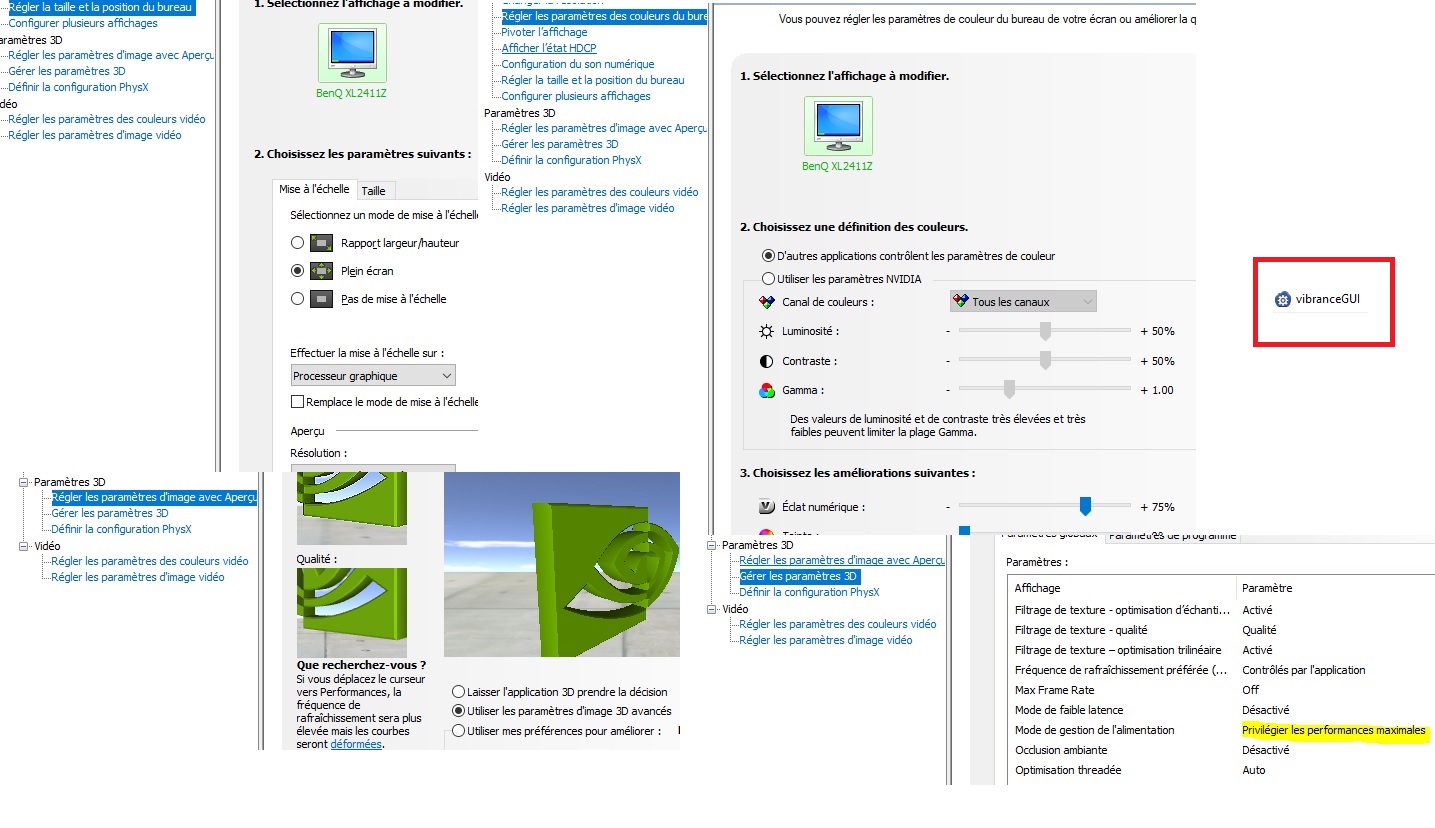 Régler la taille et la position du bureau
Configurer plusieurs affichages
aramètres 3D
Régler les paramètres d'image avec Aperçu
Gérer les paramètres 3D
Définir la configuration PhysX
déo
Régler les paramètres des couleurs vidéo
Régler les paramètres d'image vidéo
1. Sélectionnez l'affichage à modifier.
BenQ XL2411Z
2. Choisissez les paramètres suivants :
Mise à l'échelle
Taille
Sélectionnez un mode de mise à l'échelle
Rapport largeur/hauteur
Plein écran
Pas de mise à l'échelle
Effectuer la mise à l'échelle sur :
Processeur graphique
Remplace le mode de mise à l'échelle
Aperçu
Résolution :
Régler les paramètres des couleurs du bure
Pivoter l'affichage
Afficher l'état HDCP
Configuration du son numérique
Régler la taille et la position du bureau
Configurer plusieurs affichages
Paramètres 3D
Régler les paramètres d'image avec Aperçu
Gérer les paramètres 3D
Définir la configuration PhysX
Vidéo
Régler les paramètres des couleurs vidéo
Régler les paramètres d'image vidéo
Vous pouvez régler les paramètres de couleur du bureau de votre écran ou améliorer la q
1. Sélectionnez l'affichage à modifier.
BenQ XL2411Z
2. Choisissez une définition des couleurs.
D'autres applications contrôlent les paramètres de couleur
Utiliser les paramètres NVIDIA
Canal de couleurs : Tous les canaux
Luminosité : - + 50%
Contraste : - + 50%
Gamma : - + 1.00
Des valeurs de luminosité et de contraste très élevées et très
faibles peuvent limiter la plage Gamma.
3. Choisissez les améliorations suivantes :
Éclat numérique : - + 75%
vibranceGUI
Paramètres 3D
Régler les paramètres d'image avec Aperçu
Gérer les paramètres 3D
Définir la configuration PhysX
Vidéo
Régler les paramètres des couleurs vidéo
Régler les paramètres d'image vidéo
Qualité :
Que recherchez-vous ?
Si vous déplacez le curseur
vers Performances, la
fréquence de
rafraîchissement sera plus
élevée mais les courbes
seront déformées.
Laisser l'application 3D prendre la décision
Utiliser les paramètres d'image 3D avancés
Utiliser mes préférences pour améliorer :
Paramètres 3D
Régler les paramètres d'image avec Aperçu
Gérer les paramètres 3D
Définir la configuration PhysX
Vidéo
Régler les paramètres des couleurs vidéo
Régler les paramètres d'image vidéo
Paramètres globaux
Paramètres de programme
Paramètres :
Affichage Paramètre
Filtrage de texture - optimisation d'échanti... Activé
Filtrage de texture - qualité Qualité
Filtrage de texture – optimisation trilinéaire Activé
Fréquence de rafraîchissement préférée (... Contrôlés par l'application
Max Frame Rate Off
Mode de faible latence Désactivé
Mode de gestion de l'alimentation Privilégier les performances maximales
Occlusion ambiante Désactivé
Optimisation threadée Auto